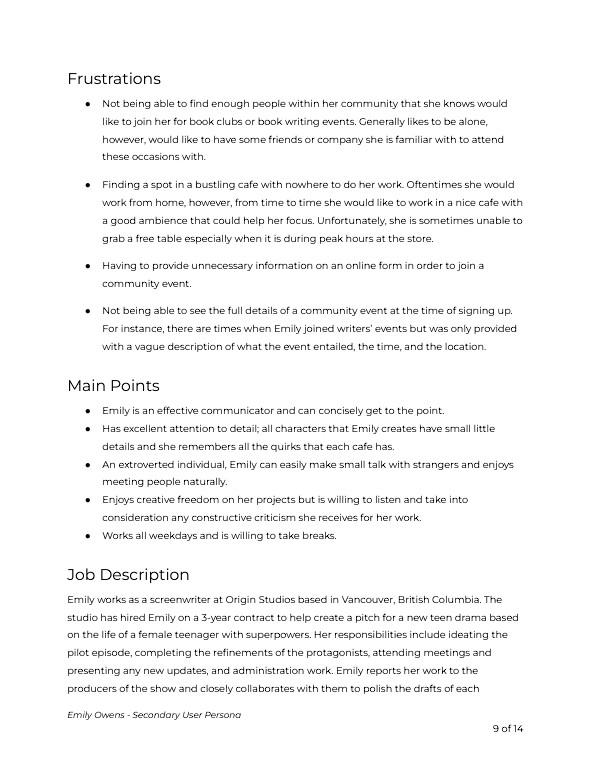 Frustrations
● Not being able to find enough people within her community that she knows would
like to join her for book clubs or book writing events. Generally likes to be alone,
however, would like to have some friends or company she is familiar with to attend
these occasions with.
● Finding a spot in a bustling cafe with nowhere to do her work. Oftentimes she would
work from home, however, from time to time she would like to work in a nice cafe with
a good ambience that could help her focus. Unfortunately, she is sometimes unable to
grab a free table especially when it is during peak hours at the store.
● Having to provide unnecessary information on an online form in order to join a
community event.
● Not being able to see the full details of a community event at the time of signing up.
For instance, there are times when Emily joined writers’ events but was only provided
with a vague description of what the event entailed, the time, and the location.
Main Points
● Emily is an effective communicator and can concisely get to the point.
● Has excellent attention to detail; all characters that Emily creates have small little
details and she remembers all the quirks that each cafe has.
● An extroverted individual, Emily can easily make small talk with strangers and enjoys
meeting people naturally.
● Enjoys creative freedom on her projects but is willing to listen and take into
consideration any constructive criticism she receives for her work.
● Works all weekdays and is willing to take breaks.
Job Description
Emily works as a screenwriter at Origin Studios based in Vancouver, British Columbia. The
studio has hired Emily on a 3-year contract to help create a pitch for a new teen drama based
on the life of a female teenager with superpowers. Her responsibilities include ideating the
pilot episode, completing the refinements of the protagonists, attending meetings and
presenting any new updates, and administration work. Emily reports her work to the
producers of the show and closely collaborates with them to polish the drafts of each
Emily Owens - Secondary User Persona
9 of 14